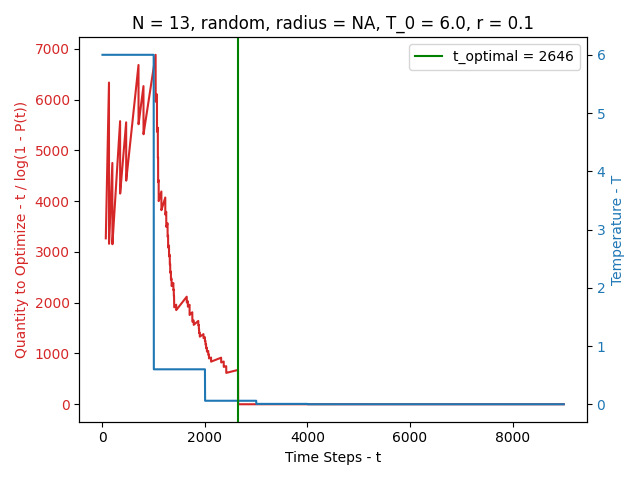 N = 13, random, radius = NA, T_0 = 6.0, r = 0.1
t_optimal = 2646
Quantity to Optimize - t / log(1 - P(t))
7000
6000
5000
4000
3000
2000
1000
0
6
5
4
3
2
1
0
Temperature - T
0 2000 4000 6000 8000
Time Steps - t